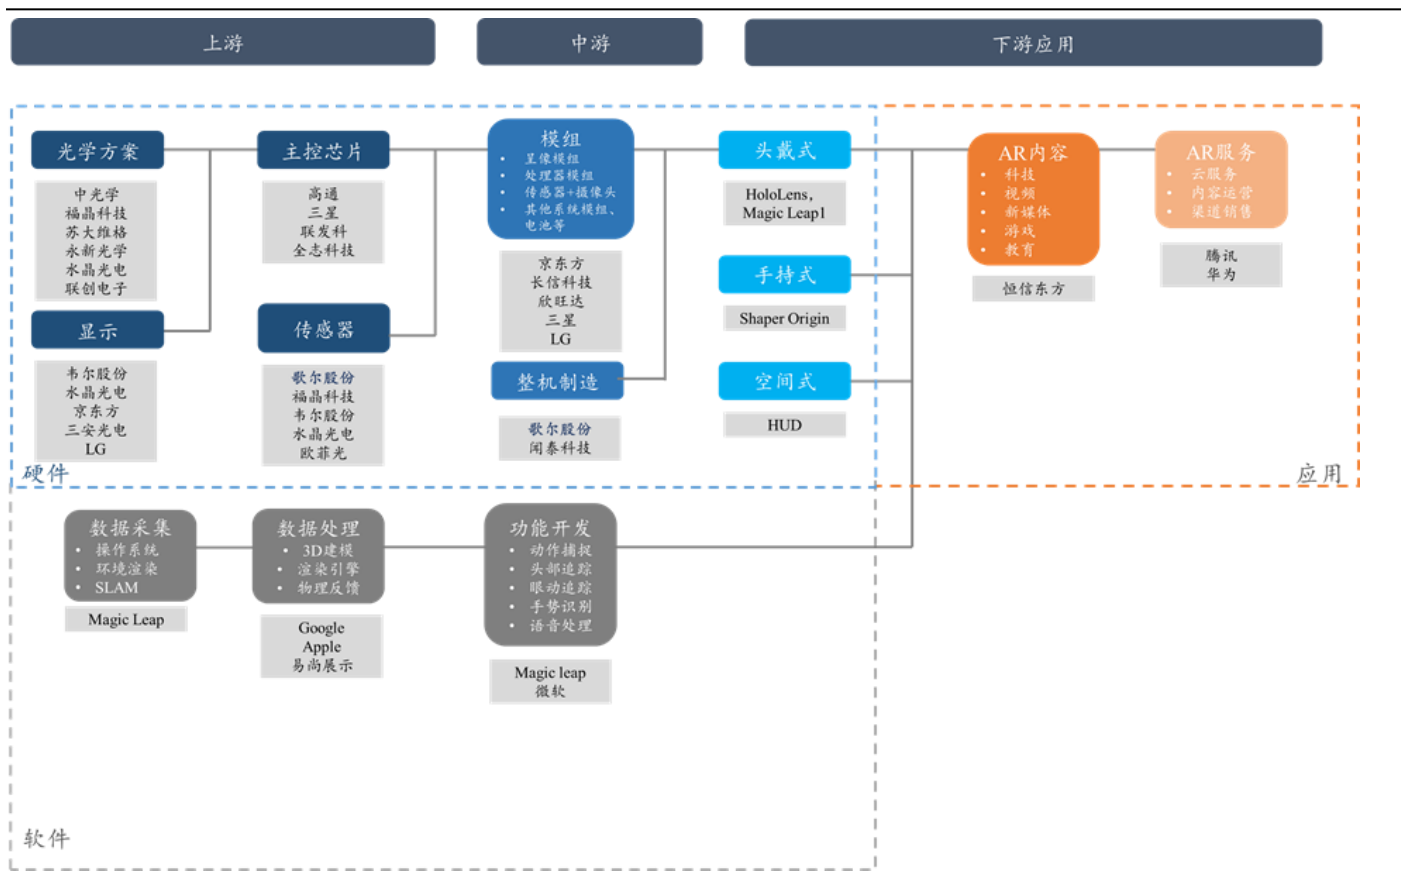 上游
中游
下游应用
光学方案
中光学
福晶科技
苏大维格
永新光学
水晶光电
联创电子
显示
韦尔股份
水晶光电
京东方
三安光电
LG
主控芯片
高通
三星
联发科
全志科技
传感器
歌尔股份
福晶科技
韦尔股份
水晶光电
欧菲光
模组
• 呈像模组
• 处理器模组
• 传感器+摄像头
• 其他系统模组、
电池等
京东方
长信科技
欣旺达
三星
LG
整机制造
歌尔股份
闻泰科技
头戴式
HoloLens，
Magic Leap1
手持式
Shaper Origin
空间式
HUD
硬件
AR内容
• 科技
• 视频
• 新媒体
• 游戏
• 教育
恒信东方
AR服务
• 云服务
• 内容运营
• 渠道销售
腾讯
华为
应用
数据采集
• 操作系统
• 环境渲染
• SLAM
Magic Leap
数据处理
• 3D建模
• 渲染引擎
• 物理反馈
Google
Apple
易尚展示
功能开发
• 动作捕捉
• 头部追踪
• 眼动追踪
• 手势识别
• 语音处理
Magic leap
微软
软件